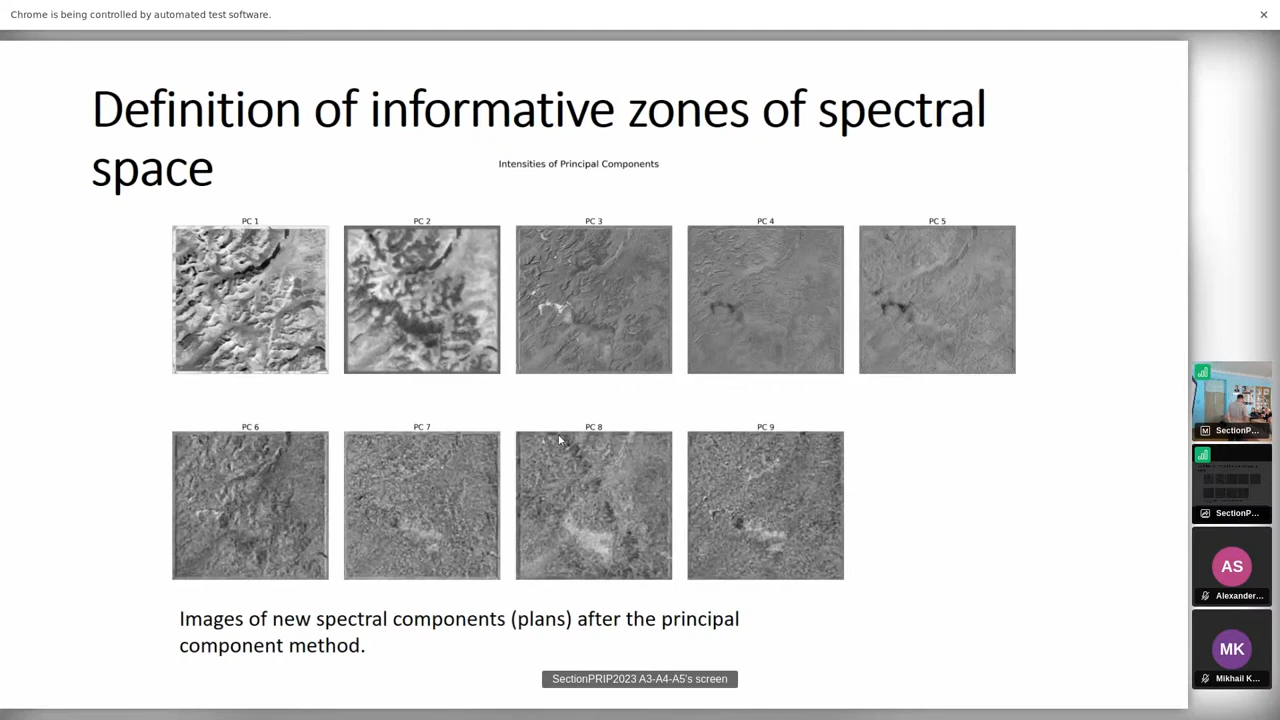 Chrome is being controlled by automated test software.
Definition of informative zones of spectral
space
Intensities of Principal Components
PC 1
PC 2
PC 3
PC 4
PC 5
PC 6
PC 7
PC 8
PC 9
Images of new spectral components (plans) after the principal
component method.
SectionPRIP2023 A3-A4-A5's screen
M
SectionP...
SectionP...
AS
Alexander...
MK
Mikhail K...